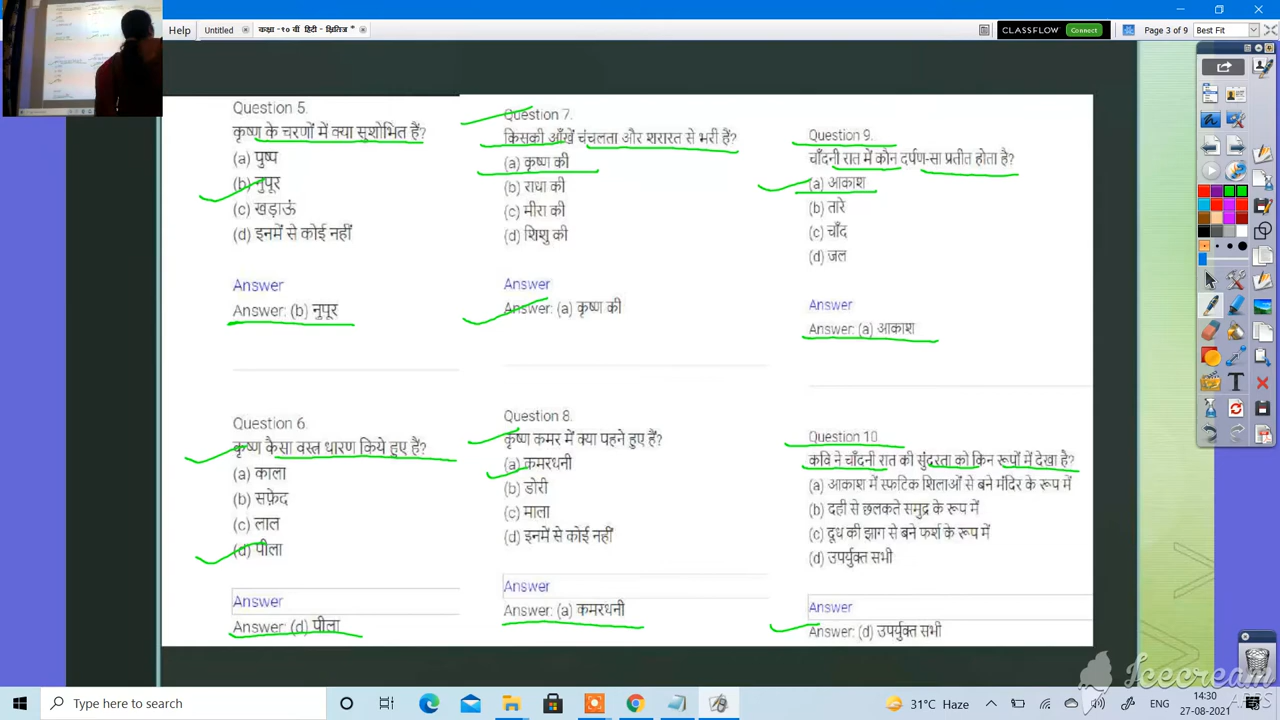 Help
Untitled
कक्षा -१० वीं हिंदी - क्षितिज *
CLASSFLOW
Connect
Page 3 of 9
Best Fit
Question 5.
कृष्ण के चरणों में क्या सुशोभित हैं?
(a) पुष्प
(b) नुपूर
(c) खड़ाऊं
(d) इनमें से कोई नहीं
Answer
Answer: (b) नुपूर
Question 6.
कृष्ण कैसा वस्त्र धारण किये हुए हैं?
(a) काला
(b) सफ़ेद
(c) लाल
(d) पीला
Answer
Answer: (d) पीला
Question 7.
किसकी आँखें चंचलता और शरारत से भरी हैं?
(a) कृष्ण की
(b) राधा की
(c) मीरा की
(d) शिशु की
Answer
Answer: (a) कृष्ण की
Question 8.
कृष्ण कमर में क्या पहने हुए हैं?
(a) कमरधनी
(b) डोरी
(c) माला
(d) इनमें से कोई नहीं
Answer
Answer: (a) कमरधनी
Question 9.
चाँदनी रात में कौन दर्पण-सा प्रतीत होता है?
(a) आकाश
(b) तारे
(c) चाँद
(d) जल
Answer
Answer: (a) आकाश
Question 10
कवि ने चाँदनी रात की सुंदरता को किन रूपों में देखा है?
(a) आकाश में स्फटिक शिलाओं से बने मंदिर के रूप में
(b) दही से छलकते समुद्र के रूप में
(c) दूध की झाग से बने फर्श के रूप में
(d) उपर्युक्त सभी
Answer
Answer: (d) उपर्युक्त सभी
Icecream
APPS
Type here to search
31°C Haze
ENG
14:30
27-08-2021